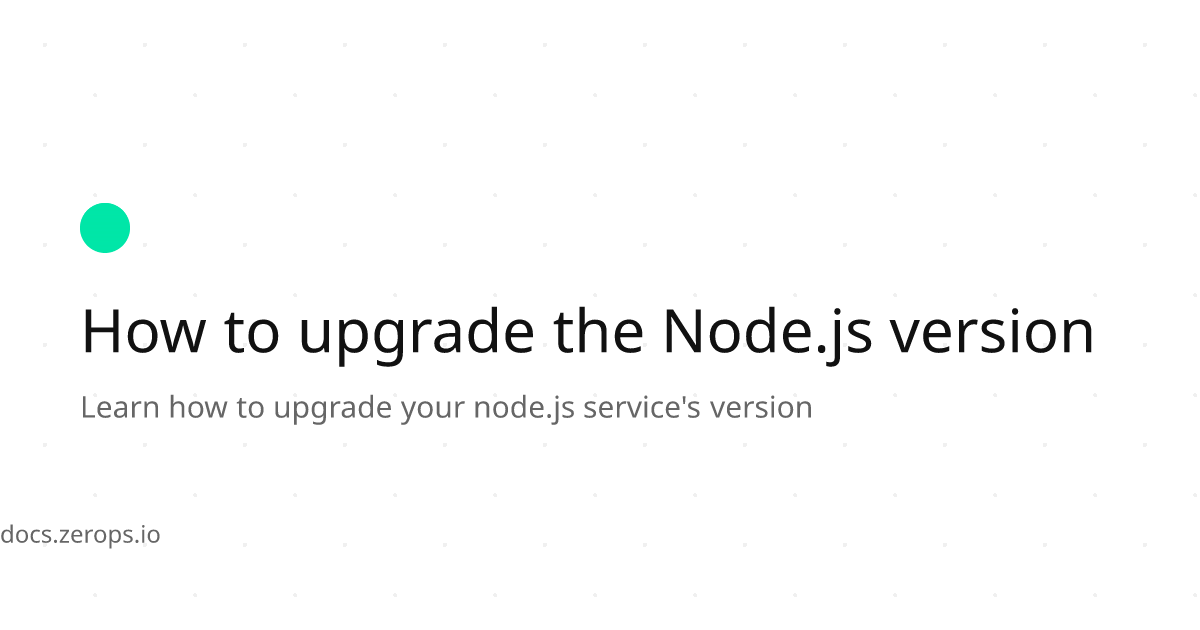 How to upgrade the Node.js version
Learn how to upgrade your node.js service's version
docs.zerops.io